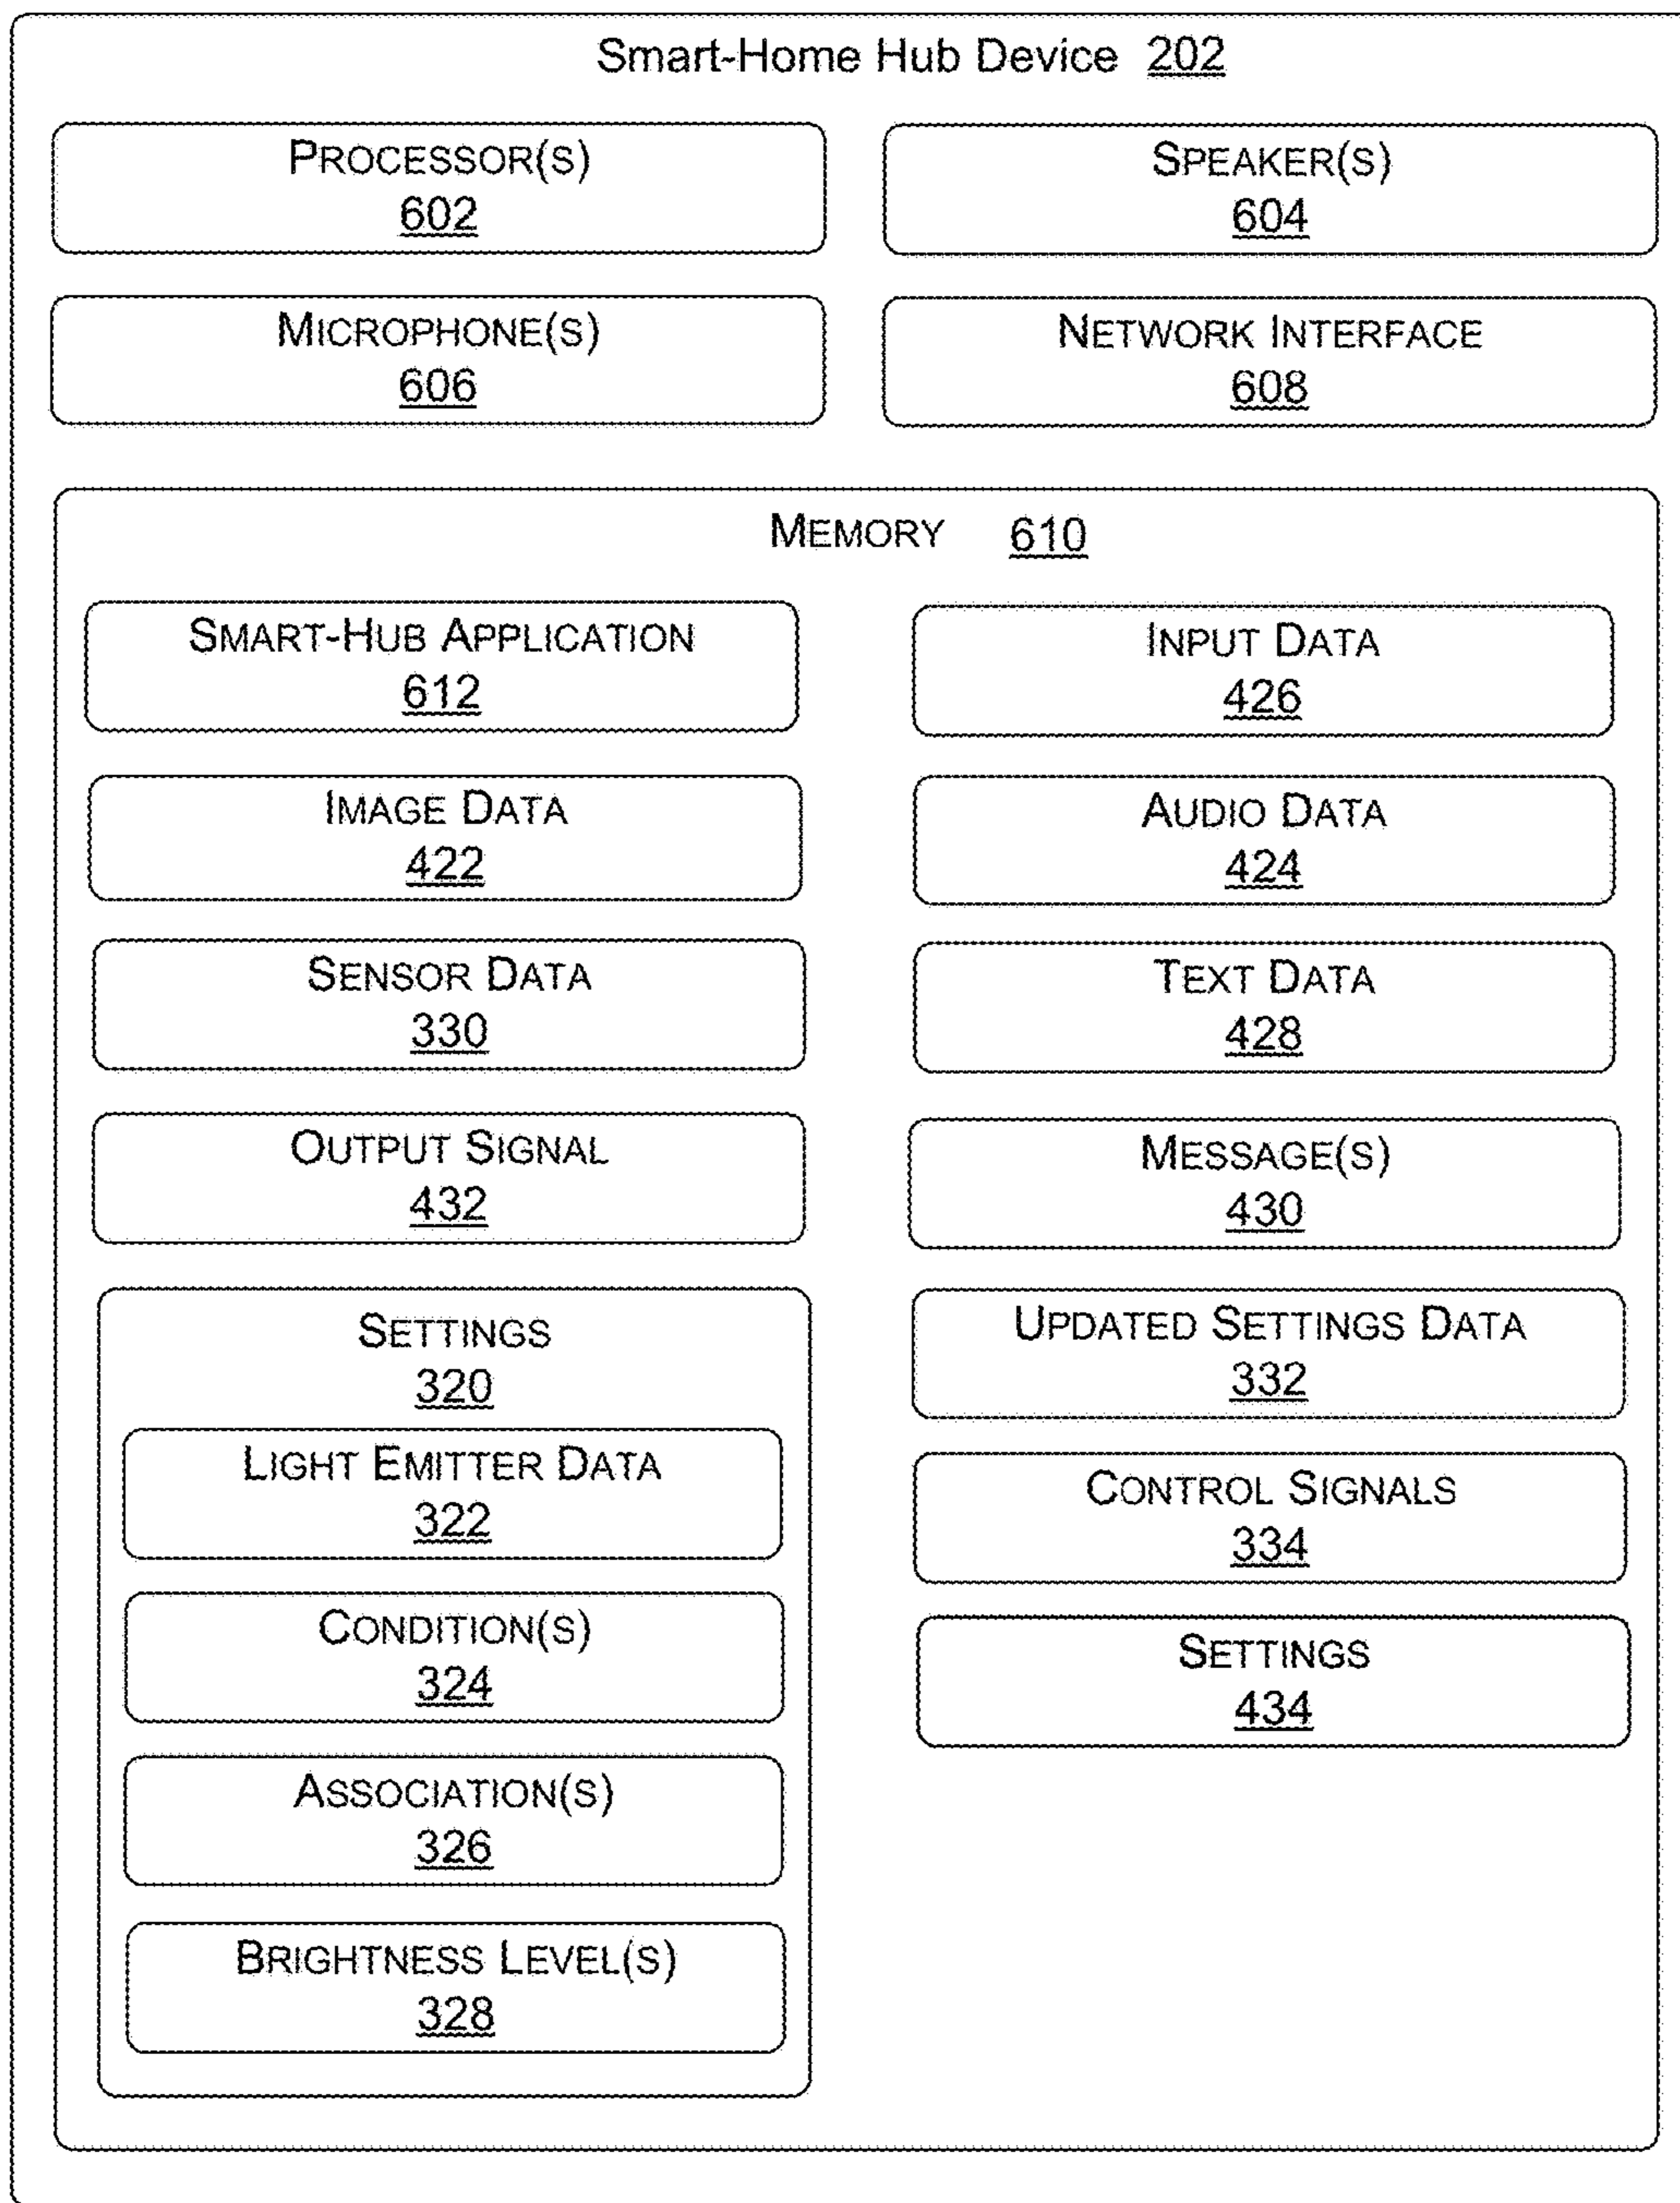 Smart-Home Hub Device 202
PROCESSOR(S)
602
SPEAKER(S)
604
MICROPHONE(S)
606
NETWORK INTERFACE
608
MEMORY 610
SMART-HUB APPLICATION
612
INPUT DATA
426
IMAGE DATA
422
AUDIO DATA
424
SENSOR DATA
330
TEXT DATA
428
OUTPUT SIGNAL
432
MESSAGE(S)
430
SETTINGS
320
LIGHT EMITTER DATA
322
CONDITION(S)
324
ASSOCIATION(S)
326
BRIGHTNESS LEVEL(S)
328
UPDATED SETTINGS DATA
332
CONTROL SIGNALS
334
SETTINGS
434